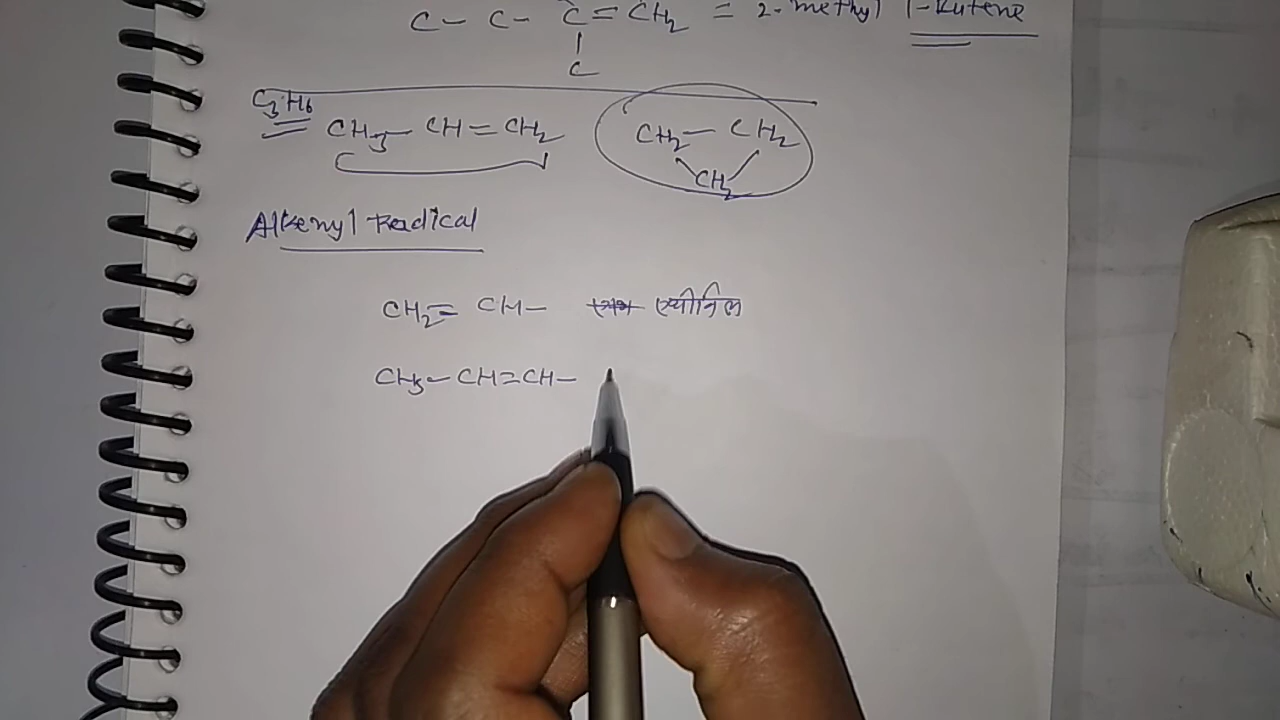 C - C - C = CH2 = 2-methyl 1-butene
|
C
C3H6
CH3 - CH = CH2 CH2 - CH2
CH2
Alkenyl Radical
CH2 = CH - एथीनिल
CH3 - CH = CH -